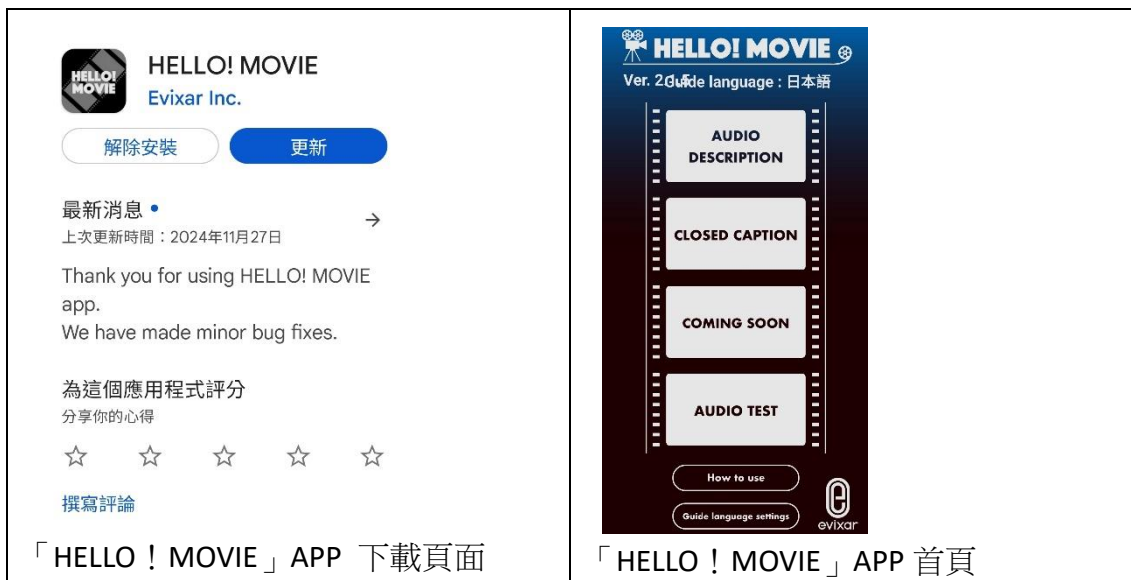 HELLO!
MOVIE
HELLO! MOVIE
Evixar Inc.
解除安裝
更新
最新消息
上次更新時間：2024年11月27日
Thank you for using HELLO! MOVIE
app.
We have made minor bug fixes.
為這個應用程式評分
分享你的心得
撰寫評論
「HELLO！MOVIE」APP 下載頁面
HELLO! MOVIE
Ver. 2 Guide language : 日本語
AUDIO
DESCRIPTION
CLOSED CAPTION
COMING SOON
AUDIO TEST
How to use
Guide language settings
evixar
「HELLO！MOVIE」APP 首頁